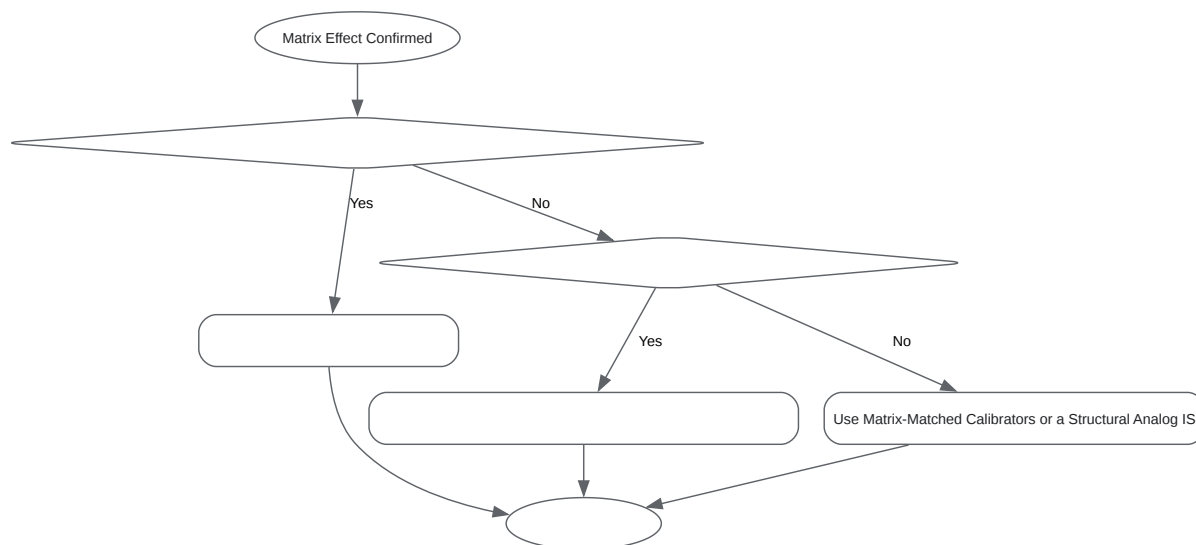 Matrix Effect Confirmed
Yes
No
Yes
No
Use Matrix-Matched Calibrators or a Structural Analog IS